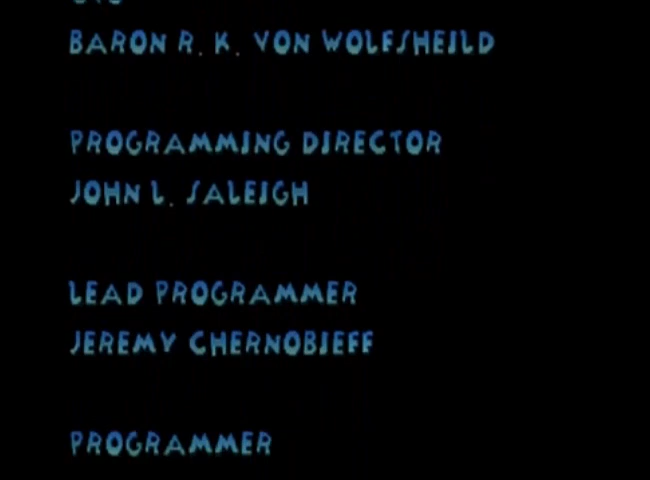 BARON R. K. VON WOLFSHEILD
PROGRAMMING DIRECTOR
JOHN L. SALEIGH
LEAD PROGRAMMER
JEREMY CHERNOBIEFF
PROGRAMMER